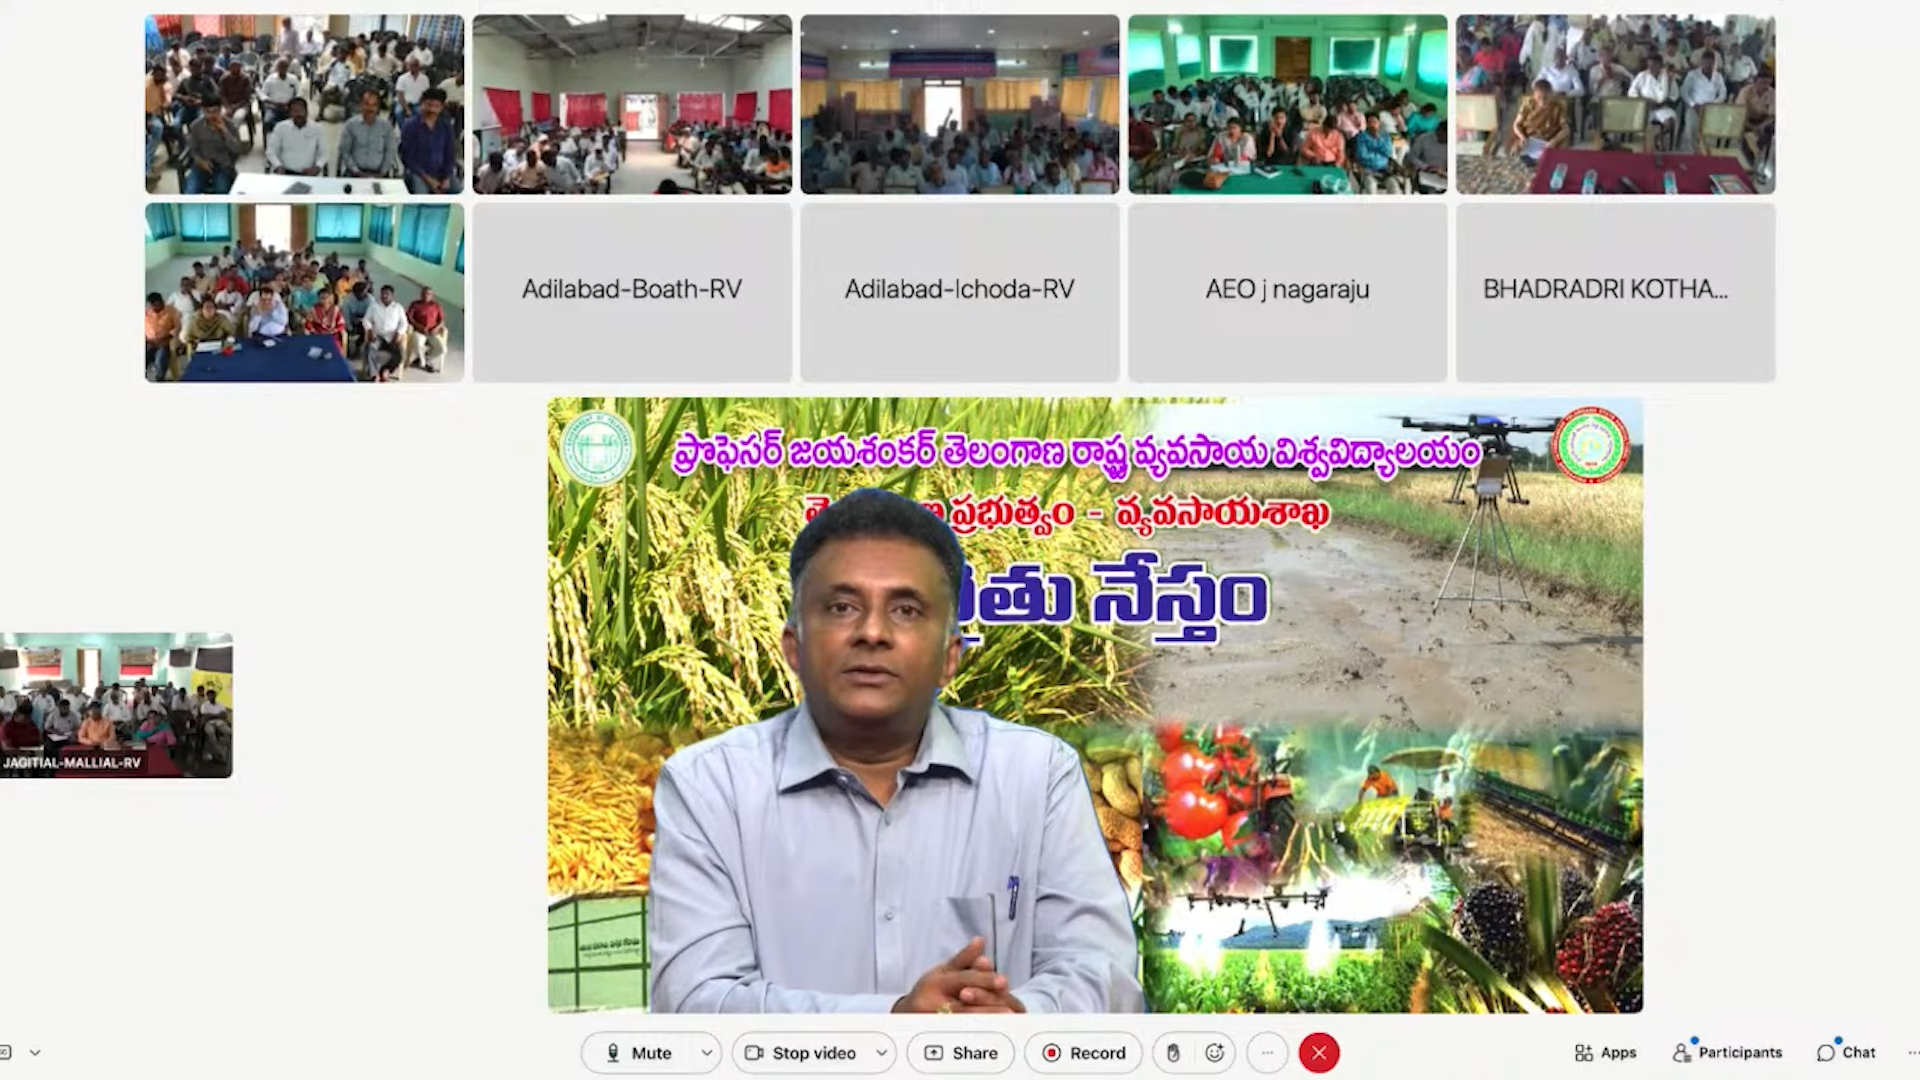 Adilabad-Boath-RV
Adilabad-Ichoda-RV
AEO j nagaraju
BHADRADRI KOTHA...
ప్రొఫెసర్ జయశంకర్ తెలంగాణ రాష్ట్ర వ్యవసాయ విశ్వవిద్యాలయం
ప్రభుత్వం - వ్యవసాయశాఖ
రైతు నేస్తం
JAGITIAL-MALLIAL-RV
Mute
Stop video
Share
Record
Apps
Participants
Chat